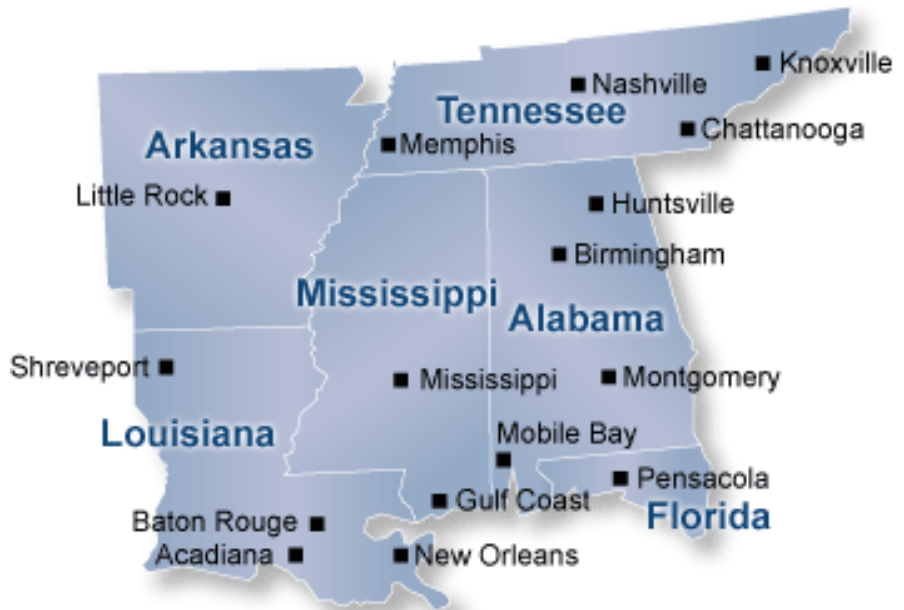 Knoxville
Nashville
Tennessee
Chattanooga
Arkansas
Memphis
Little Rock
Huntsville
Birmingham
Mississippi
Alabama
Shreveport
Mississippi
Montgomery
Louisiana
Mobile Bay
Pensacola
Gulf Coast
Florida
Baton Rouge
Acadiana
New Orleans